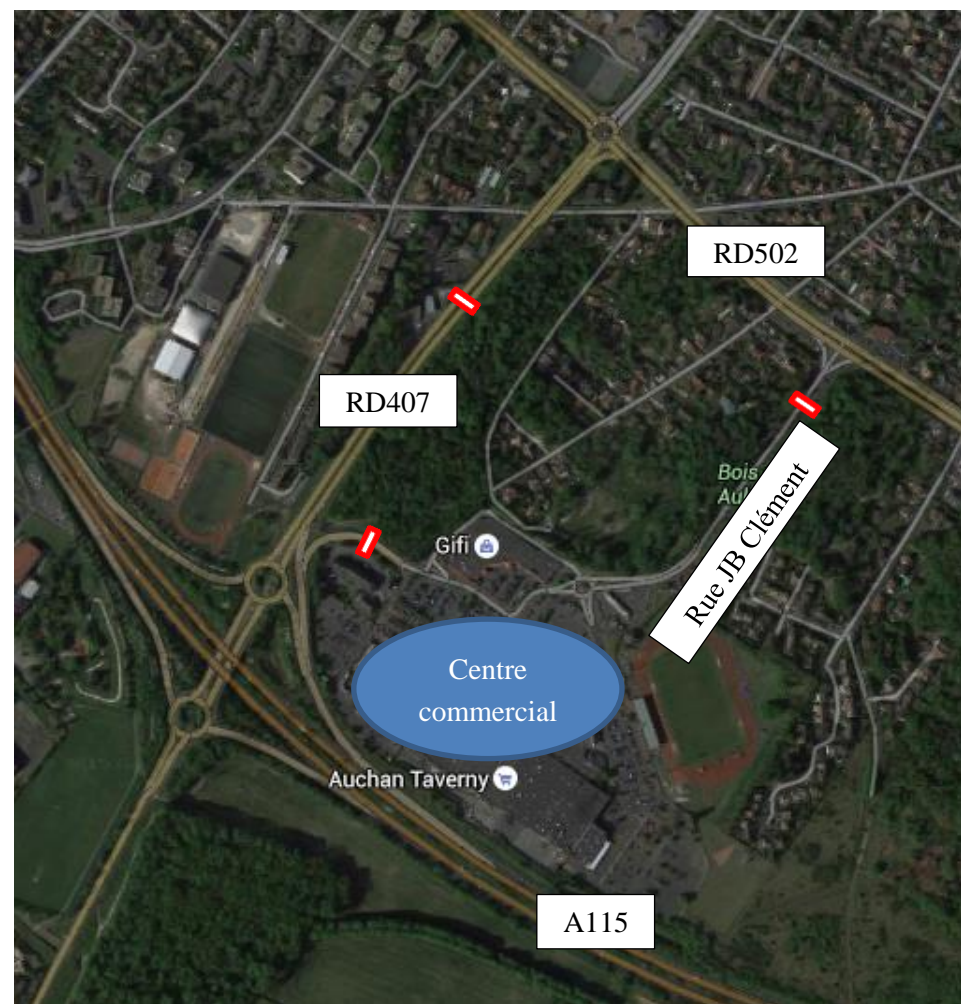 RD502
RD407
Bois
Gifi
Rue JB Clément
Centre
commercial
Auchan Taverny
A115